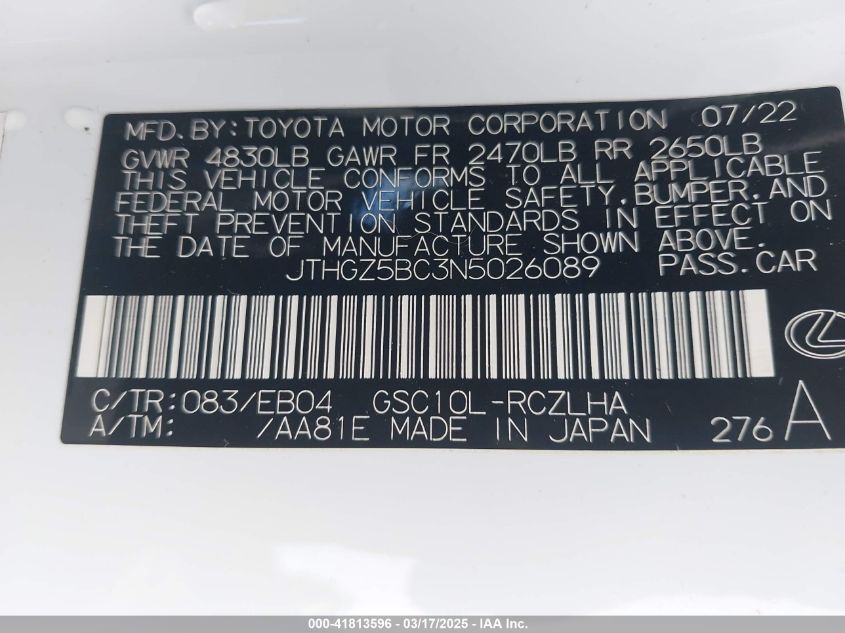 MFD. BY: TOYOTA MOTOR CORPORATION 07/22
GVWR 4830LB GAWR FR 2470LB RR 2650LB
THIS VEHICLE CONFORMS TO ALL APPLICABLE
FEDERAL MOTOR VEHICLE SAFETY, BUMPER, AND
THEFT PREVENTION STANDARDS IN EFFECT ON
THE DATE OF MANUFACTURE SHOWN ABOVE.
JTHGZ5BC3N5026089 PASS. CAR
C/TR: 083/EB04 GSC10L-RCZLHA
A/TM: /AA81E MADE IN JAPAN 276 A
000-41813596 - 03/17/2025 - IAA Inc.